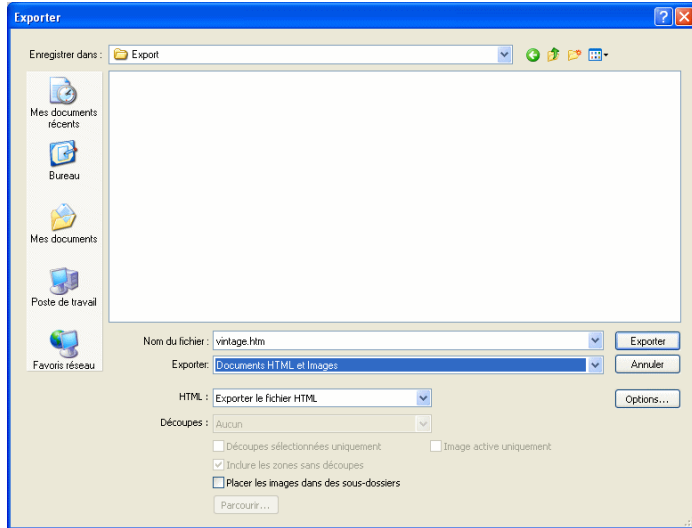 Exporter
Enregistrer dans :
Export
Mes documents
récents
Bureau
Mes documents
Poste de travail
Favoris réseau
Nom du fichier :
vintage.htm
Exporter
Exporter:
Documents HTML et Images
Annuler
HTML :
Exporter le fichier HTML
Options...
Découpes :
Aucun
Découpes sélectionnées uniquement
Image active uniquement
Inclure les zones sans découpes
Placer les images dans des sous-dossiers
Parcourir...